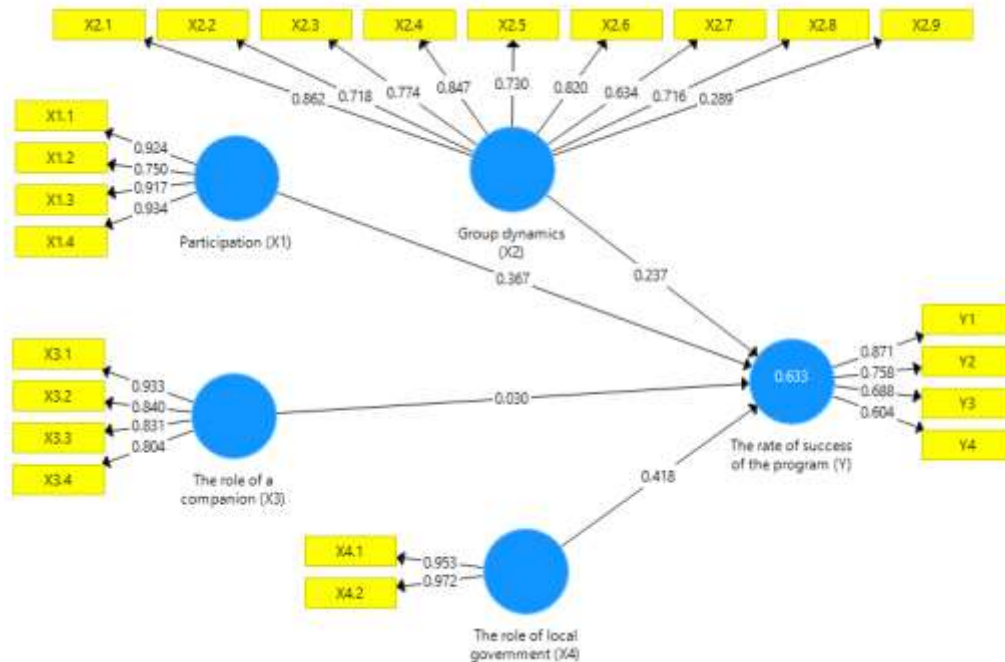 X2.1 X2.2 X2.3 X2.4 X2.5 X2.6 X2.7 X2.8 X2.9
0.862 0.718 0.774 0.847 0.730 0.820 0.634 0.716 0.289
X1.1
X1.2
X1.3
X1.4
0.924
0.750
0.917
0.934
Participation (X1)
Group dynamics
(X2)
0.367
0.237
X3.1
X3.2
X3.3
X3.4
0.933
0.840
0.831
0.804
The role of a
companion (X3)
0.030
0.633
0.871
0.758
0.688
0.604
Y1
Y2
Y3
Y4
The rate of success
of the program (Y)
0.418
X4.1
X4.2
0.953
0.972
The role of local
government (X4)